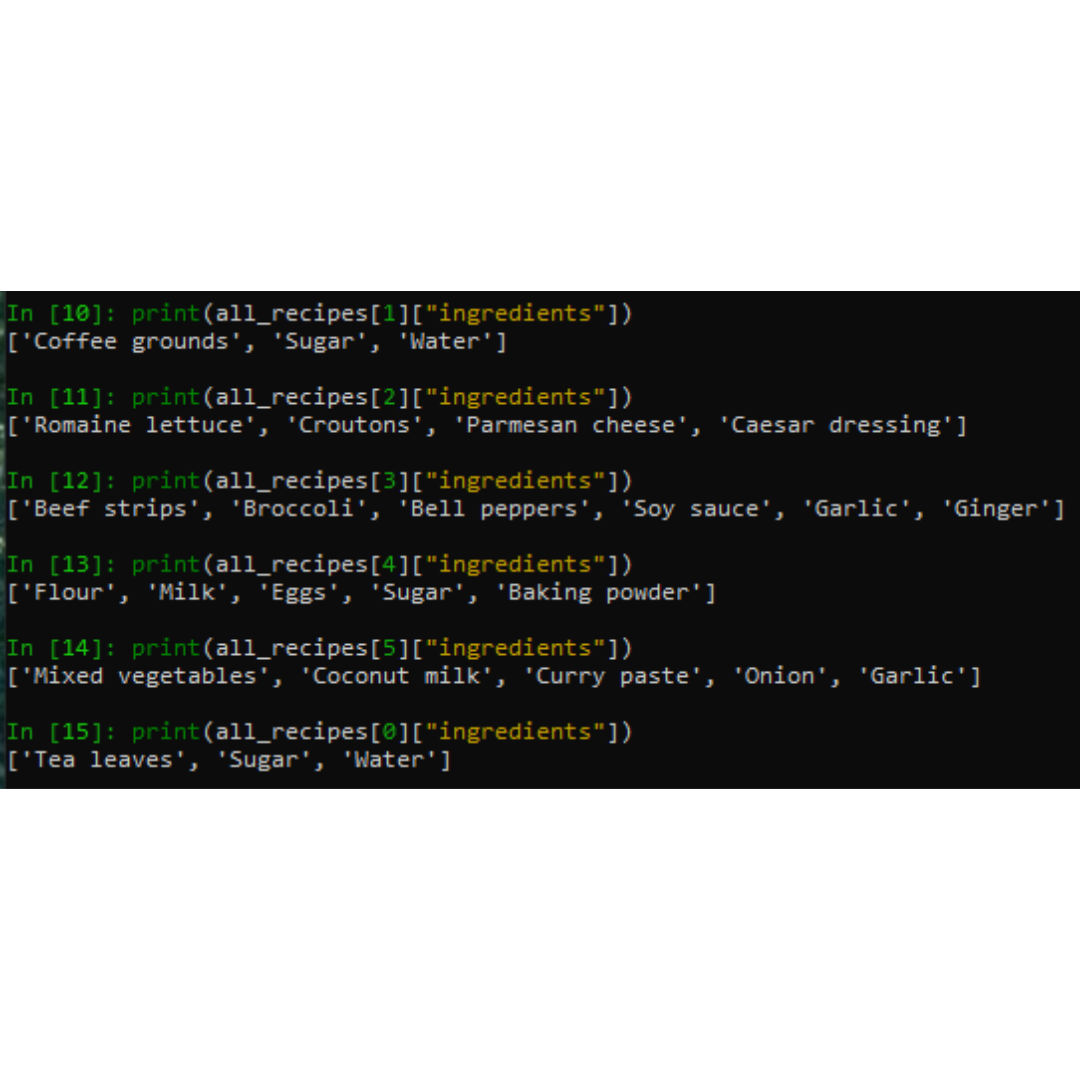 In [10]: print(all_recipes[1]["ingredients"])
['Coffee grounds', 'Sugar', 'Water']
In [11]: print(all_recipes[2]["ingredients"])
['Romaine lettuce', 'Croutons', 'Parmesan cheese', 'Caesar dressing']
In [12]: print(all_recipes[3]["ingredients"])
['Beef strips', 'Broccoli', 'Bell peppers', 'Soy sauce', 'Garlic', 'Ginger']
In [13]: print(all_recipes[4]["ingredients"])
['Flour', 'Milk', 'Eggs', 'Sugar', 'Baking powder']
In [14]: print(all_recipes[5]["ingredients"])
['Mixed vegetables', 'Coconut milk', 'Curry paste', 'Onion', 'Garlic']
In [15]: print(all_recipes[0]["ingredients"])
['Tea leaves', 'Sugar', 'Water']